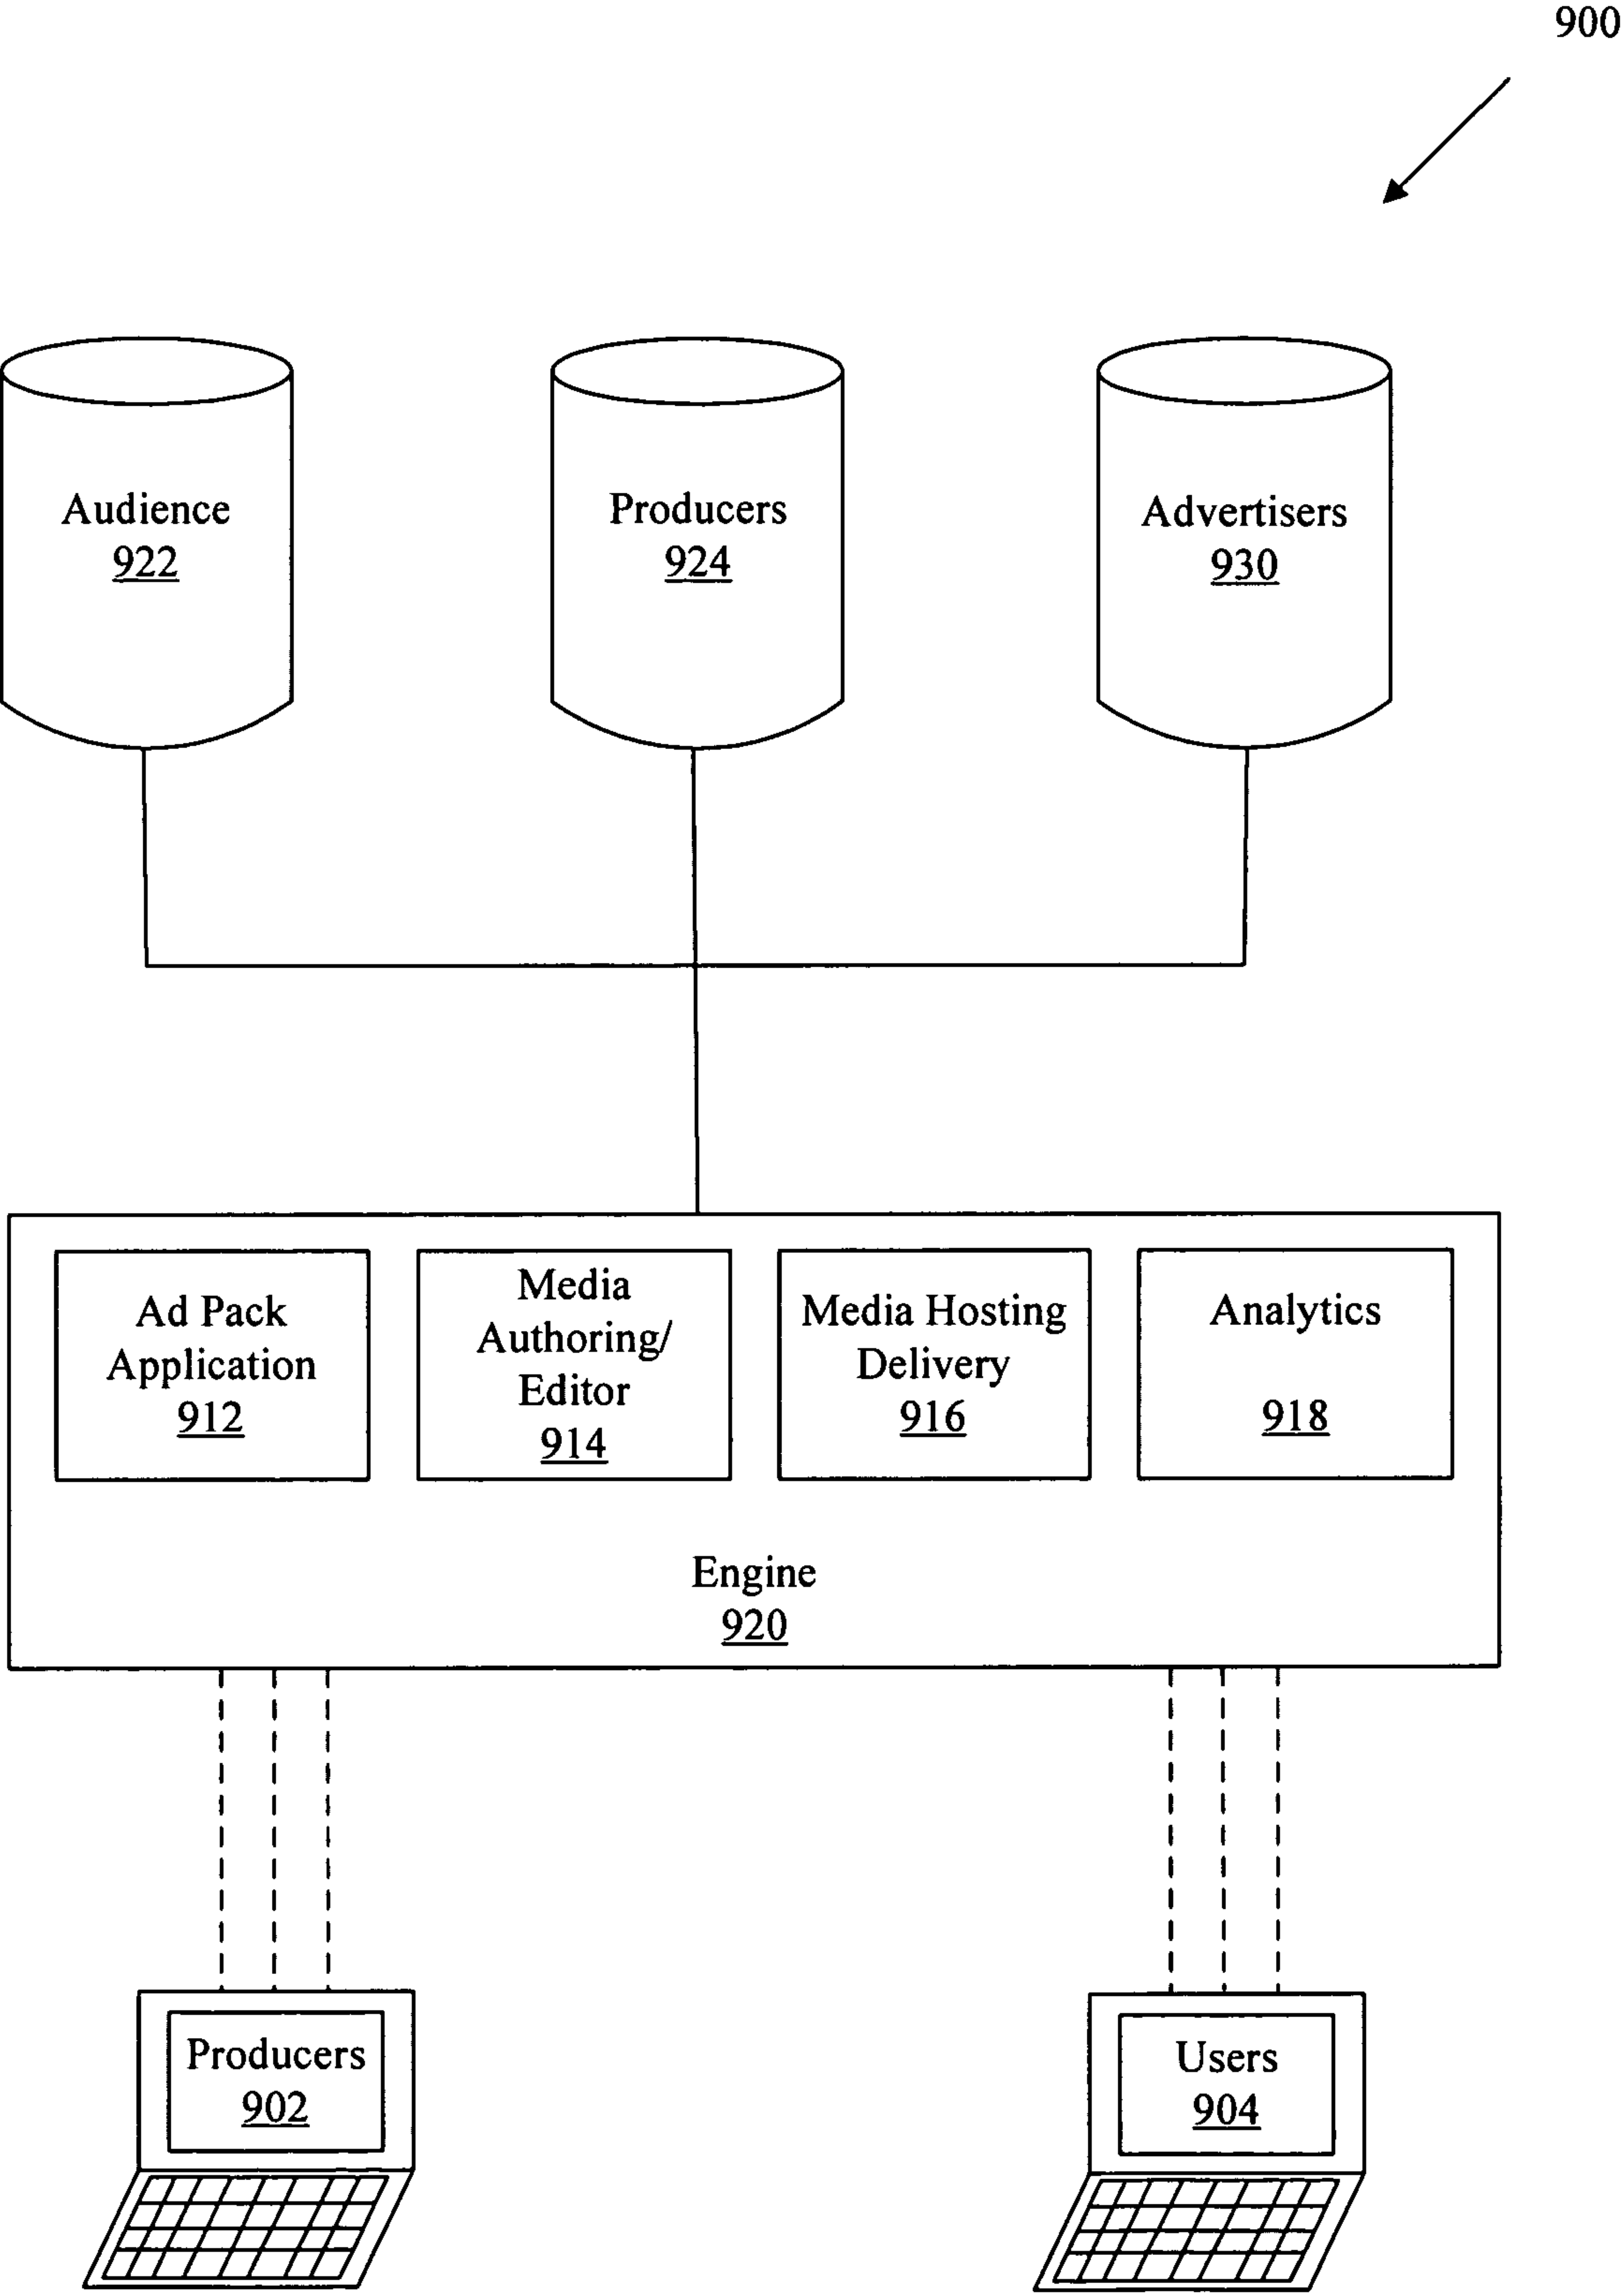 900
Audience
922
Producers
924
Advertisers
930
Ad Pack
Application
912
Media
Authoring/
Editor
914
Media Hosting
Delivery
916
Analytics
918
Engine
920
Producers
902
Users
904